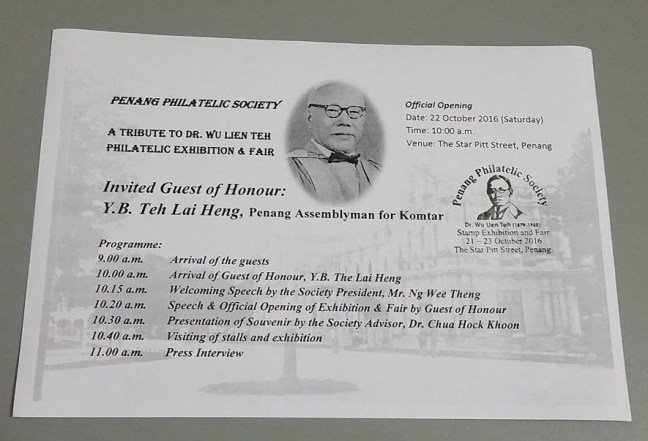 PENANG PHILATELIC SOCIETY
A TRIBUTE TO DR. WU LIEN TEH
PHILATELIC EXHIBITION & FAIR
Official Opening
Date: 22 October 2016 (Saturday)
Time: 10:00 a.m.
Venue: The Star Pitt Street, Penang
Invited Guest of Honour:
Y.B. Teh Lai Heng, Penang Assemblyman for Komtar
Penang Philatelic Society
Dr. Wu Lien Teh (1879-1960)
Stamp Exhibition and Fair
21 - 23 October 2016
The Star Pitt Street, Penang
Programme:
9.00 a.m. Arrival of the guests
10.00 a.m. Arrival of Guest of Honour, Y.B. The Lai Heng
10.15 a.m. Welcoming Speech by the Society President, Mr. Ng Wee Theng
10.20 a.m. Speech & Official Opening of Exhibition & Fair by Guest of Honour
10.30 a.m. Presentation of Souvenir by the Society Advisor, Dr. Chua Hock Khoon
10.40 a.m. Visiting of stalls and exhibition
11.00 a.m. Press Interview